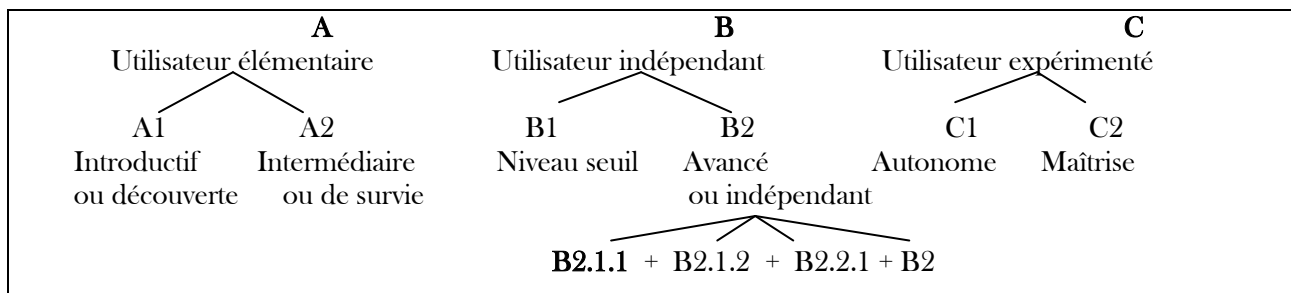 A B C
Utilisateur élémentaire Utilisateur indépendant Utilisateur expérimenté
A1 A2 B1 B2 C1 C2
Introductif Intermédiaire Niveau seuil Avancé Autonome Maîtrise
ou découverte ou de survie ou indépendant
B2.1.1 + B2.1.2 + B2.2.1 + B2